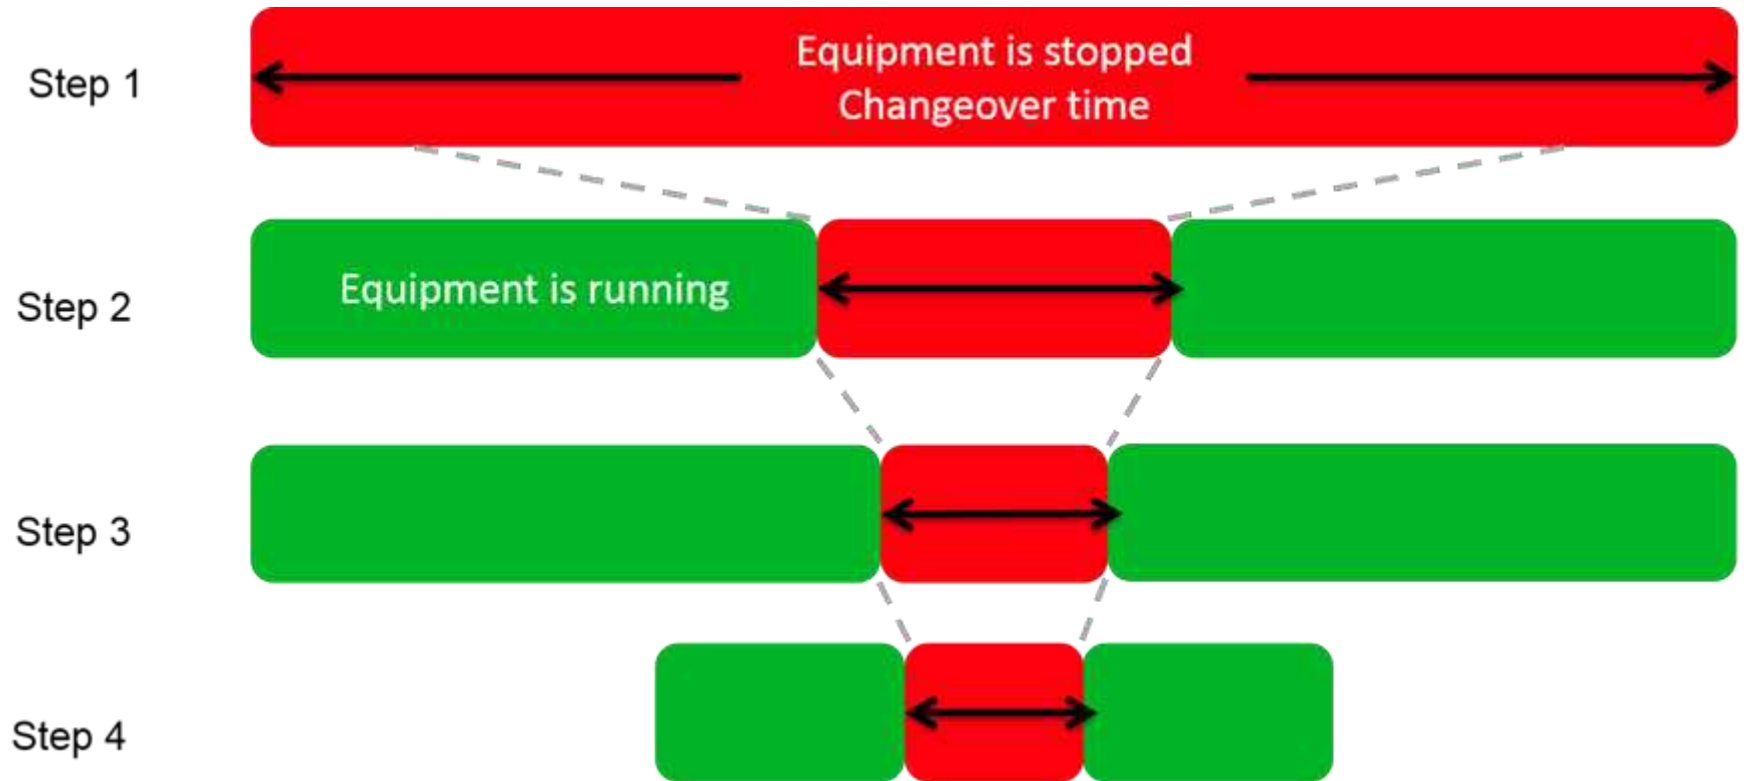 Step 1
Equipment is stopped
Changeover time
Step 2
Equipment is running
Step 3
Step 4